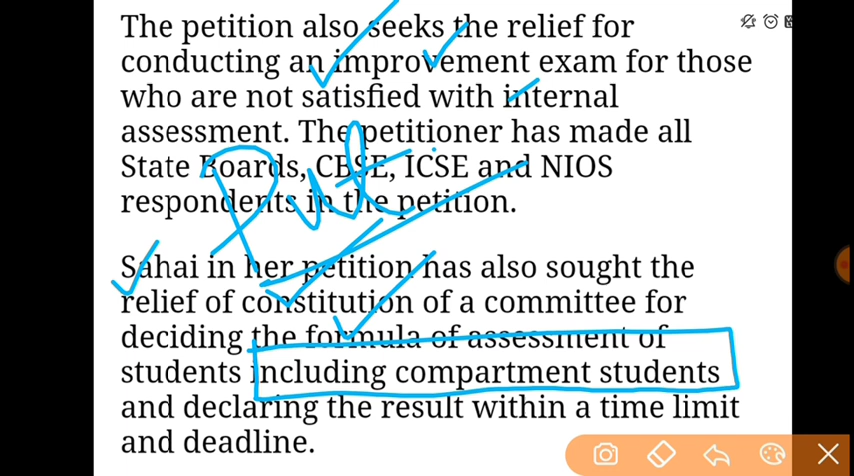 The petition also seeks the relief for
conducting an improvement exam for those
who are not satisfied with internal
assessment. The petitioner has made all
State Boards, CBSE, ICSE and NIOS
respondents in the petition.
Put
Sahai in her petition has also sought the
relief of constitution of a committee for
deciding the formula of assessment of
students including compartment students
and declaring the result within a time limit
and deadline.